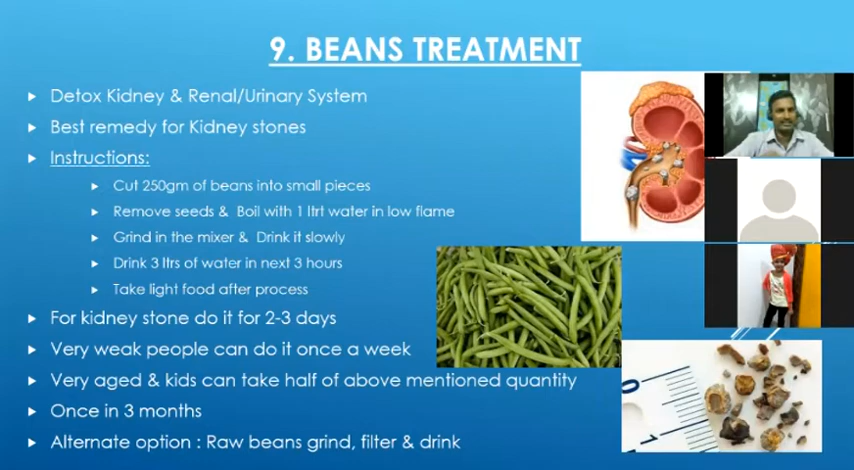 9. BEANS TREATMENT
Detox Kidney & Renal/Urinary System
Best remedy for Kidney stones
Instructions:
Cut 250gm of beans into small pieces
Remove seeds & Boil with 1 ltrt water in low flame
Grind in the mixer & Drink it slowly
Drink 3 ltrs of water in next 3 hours
Take light food after process
For kidney stone do it for 2-3 days
Very weak people can do it once a week
Very aged & kids can take half of above mentioned quantity
Once in 3 months
Alternate option : Raw beans grind, filter & drink
0
1